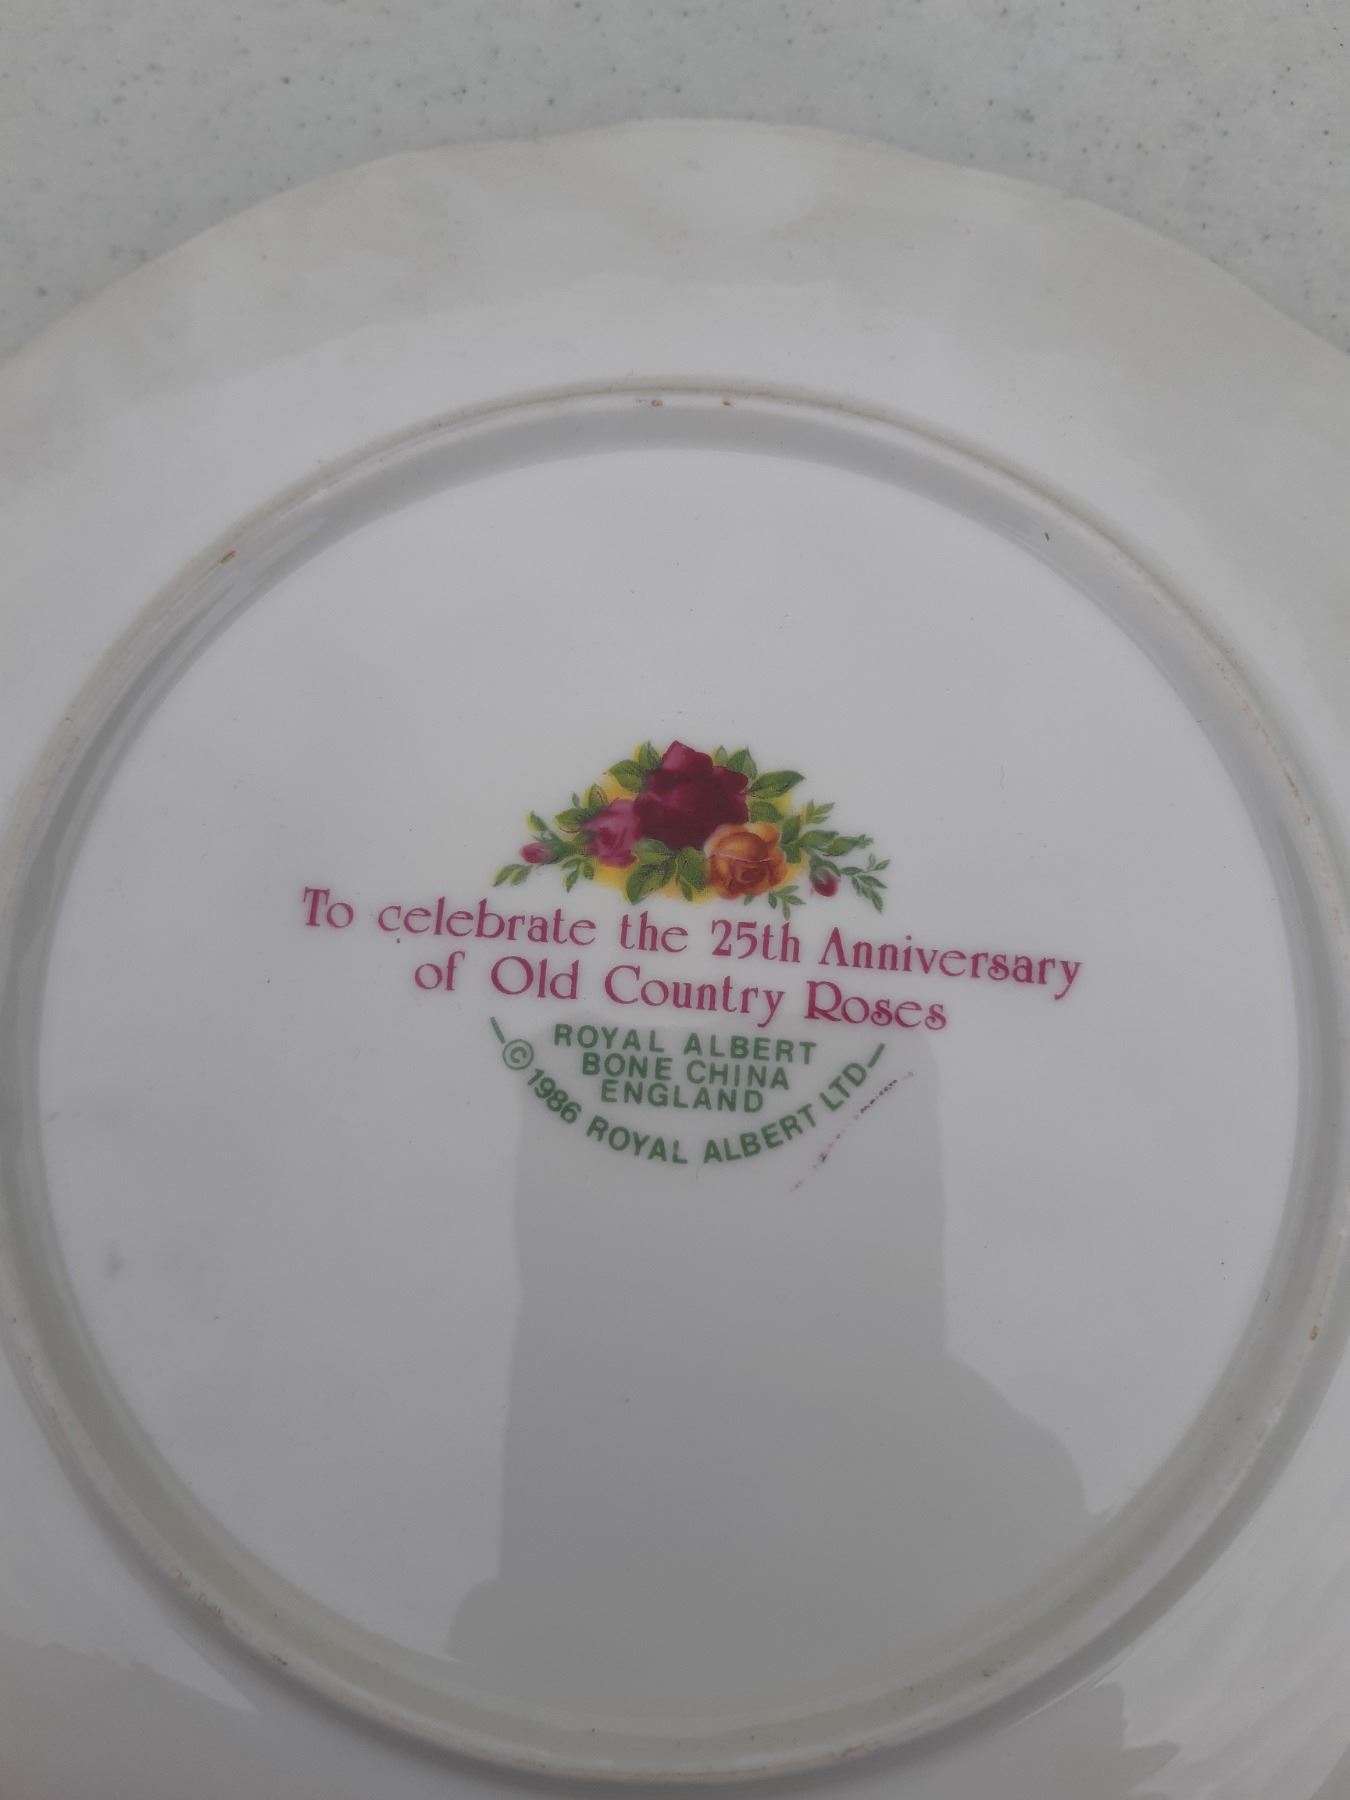 To celebrate the 25th Anniversary
of Old Country Roses
ROYAL ALBERT
BONE CHINA
ENGLAND
© 1986 ROYAL ALBERT LTD